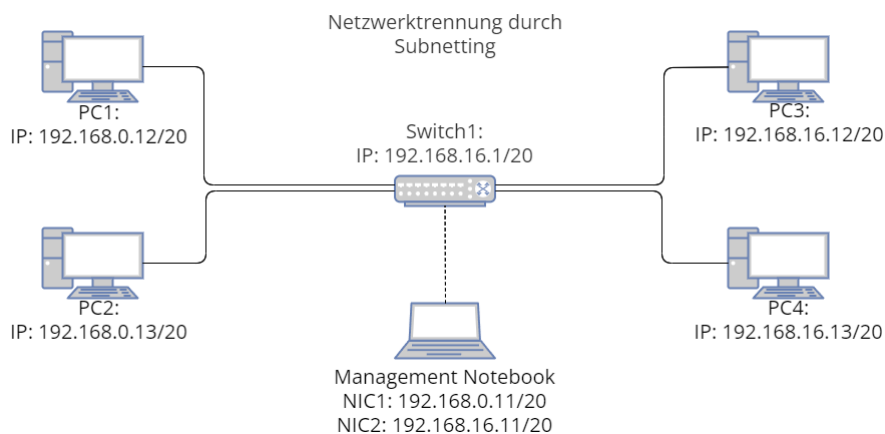 Netzwerktrennung durch
Subnetting
PC1:
IP: 192.168.0.12/20
PC3:
IP: 192.168.16.12/20
Switch1:
IP: 192.168.16.1/20
PC2:
IP: 192.168.0.13/20
PC4:
IP: 192.168.16.13/20
Management Notebook
NIC1: 192.168.0.11/20
NIC2: 192.168.16.11/20